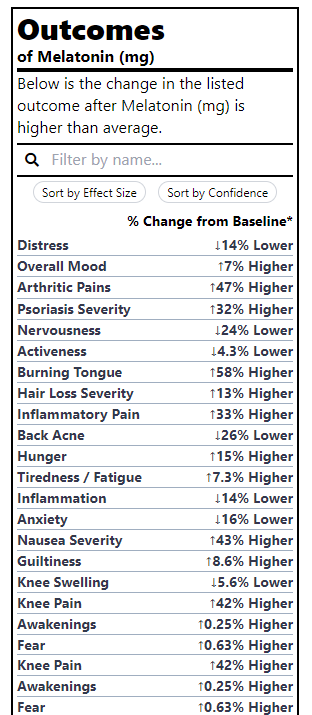 Outcomes
of Melatonin (mg)
Below is the change in the listed
outcome after Melatonin (mg) is
higher than average.
Filter by name...
Sort by Effect Size Sort by Confidence
% Change from Baseline*
Distress ↓14% Lower
Overall Mood ↑7% Higher
Arthritic Pains ↑47% Higher
Psoriasis Severity ↑32% Higher
Nervousness ↓24% Lower
Activeness ↓4.3% Lower
Burning Tongue ↑58% Higher
Hair Loss Severity ↑13% Higher
Inflammatory Pain ↑33% Higher
Back Acne ↓26% Lower
Hunger ↑15% Higher
Tiredness / Fatigue ↑7.3% Higher
Inflammation ↓14% Lower
Anxiety ↓16% Lower
Nausea Severity ↑43% Higher
Guiltiness ↑8.6% Higher
Knee Swelling ↓5.6% Lower
Knee Pain ↑42% Higher
Awakenings ↑0.25% Higher
Fear ↑0.63% Higher
Knee Pain ↑42% Higher
Awakenings ↑0.25% Higher
Fear ↑0.63% Higher